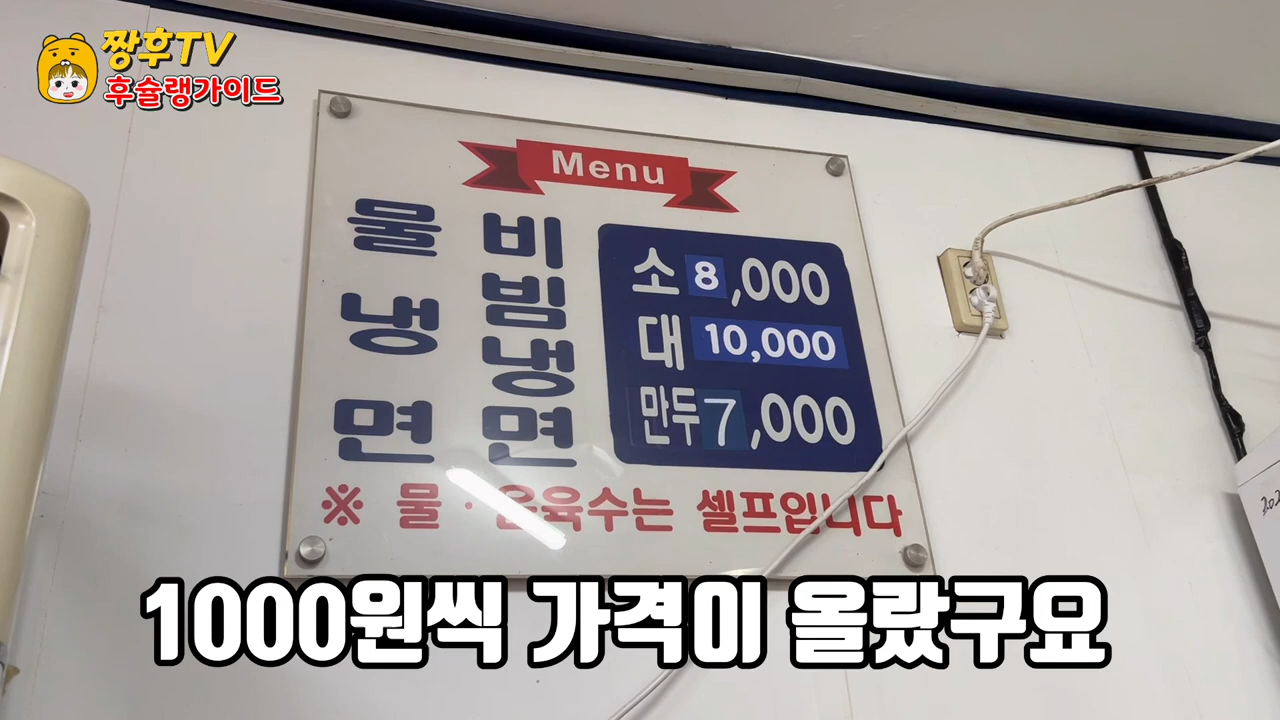 짱후TV
후슐랭가이드
Menu
물냉면
비빔냉면
소 8,000
대 10,000
만두 7,000
※ 물·온육수는 셀프입니다
1000원씩 가격이 올랐구요